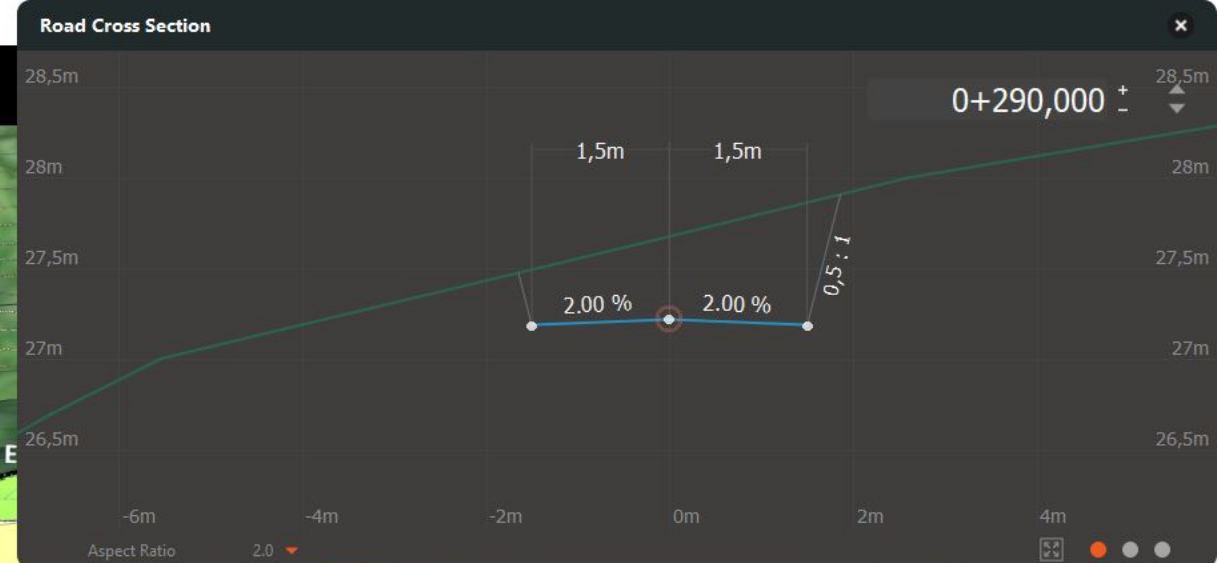 Road Cross Section
28,5m
28,5m
0+290,000
+
–
1,5m
1,5m
28m
28m
0,5 : 1
27,5m
27,5m
2.00 %
2.00 %
27m
27m
26,5m
26,5m
E
-6m
-4m
-2m
0m
2m
4m
Aspect Ratio
2.0